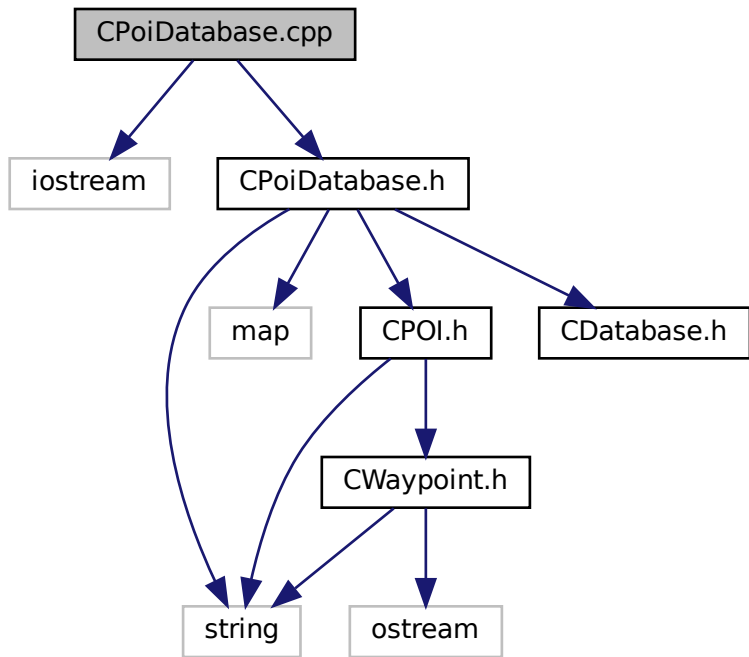 CPoiDatabase.cpp
iostream
CPoiDatabase.h
map
CPOI.h
CDatabase.h
CWaypoint.h
string
ostream